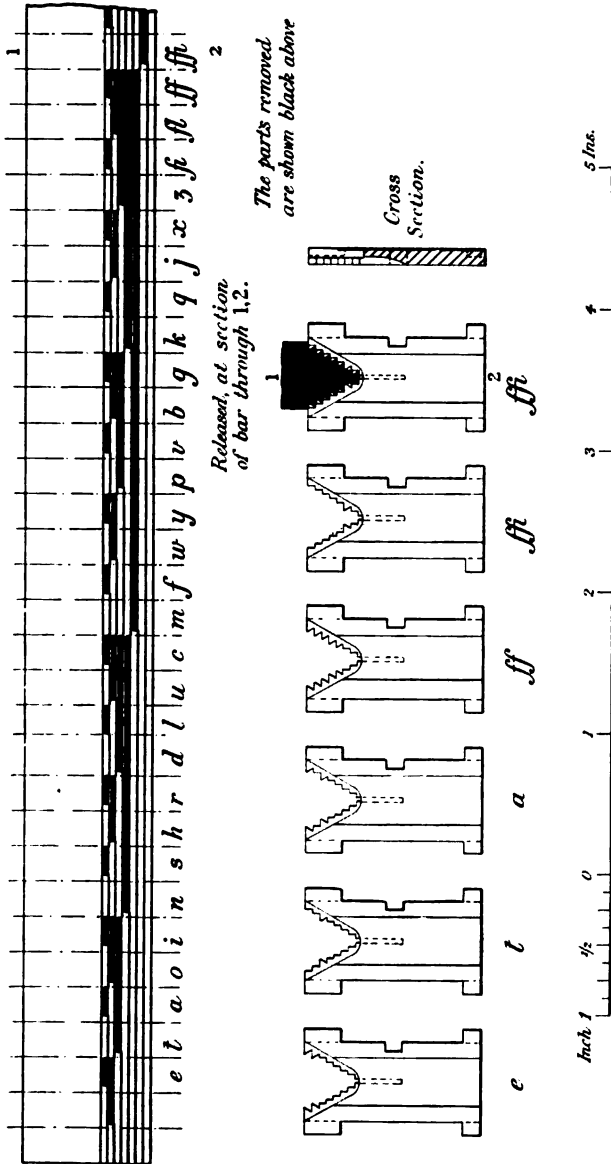 1
e t a o i n s h r d l u c m f w y p v b g k q j x z fi fl ff ffi
2
Released, at section
of bar through 1,2.
The parts removed
are shown black above
1
Cross
Section.
2
e t a ff ffi ffi
Inch 1 1/2 0 1 2 3 4 5 Ins.